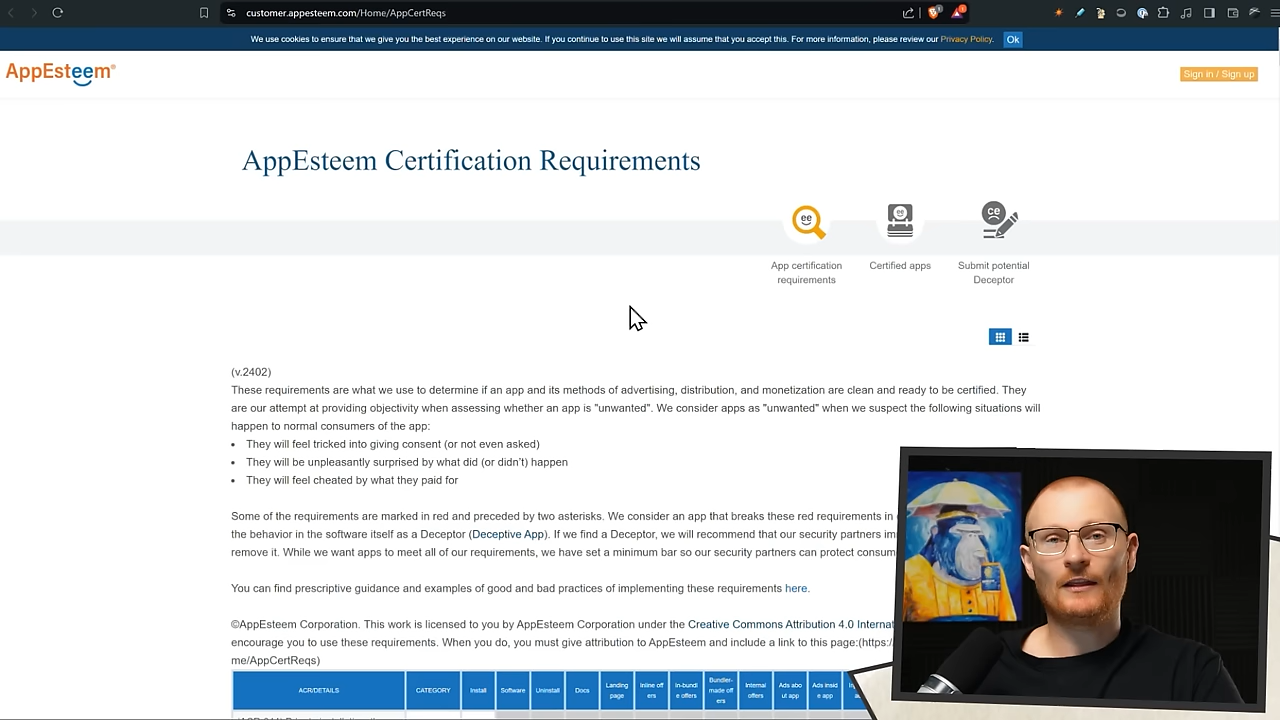 customer.appesteem.com/Home/AppCertReqs
We use cookies to ensure that we give you the best experience on our website. If you continue to use this site we will assume that you accept this. For more information, please review our Privacy Policy. Ok
AppEsteem®
Sign in / Sign up
AppEsteem Certification Requirements
ee
ee
ce
App certification requirements
Certified apps
Submit potential Deceptor
(v.2402)
These requirements are what we use to determine if an app and its methods of advertising, distribution, and monetization are clean and ready to be certified. They
are our attempt at providing objectivity when assessing whether an app is "unwanted". We consider apps as "unwanted" when we suspect the following situations will
happen to normal consumers of the app:
• They will feel tricked into giving consent (or not even asked)
• They will be unpleasantly surprised by what did (or didn't) happen
• They will feel cheated by what they paid for
Some of the requirements are marked in red and preceded by two asterisks. We consider an app that breaks these red requirements in
the behavior in the software itself as a Deceptor (Deceptive App). If we find a Deceptor, we will recommend that our security partners
remove it. While we want apps to meet all of our requirements, we have set a minimum bar so our security partners can protect
You can find prescriptive guidance and examples of good and bad practices of implementing these requirements here.
©AppEsteem Corporation. This work is licensed to you by AppEsteem Corporation under the Creative Commons Attribution 4.0
encourage you to use these requirements. When you do, you must give attribution to AppEsteem and include a link to this page:(https:/
me/AppCertReqs)
ACR/DETAILS CATEGORY Install Software Uninstall Docs Landing page Inline offers In-bundle offers Bundler-made offers Internal offers Ads about app Ads inside app